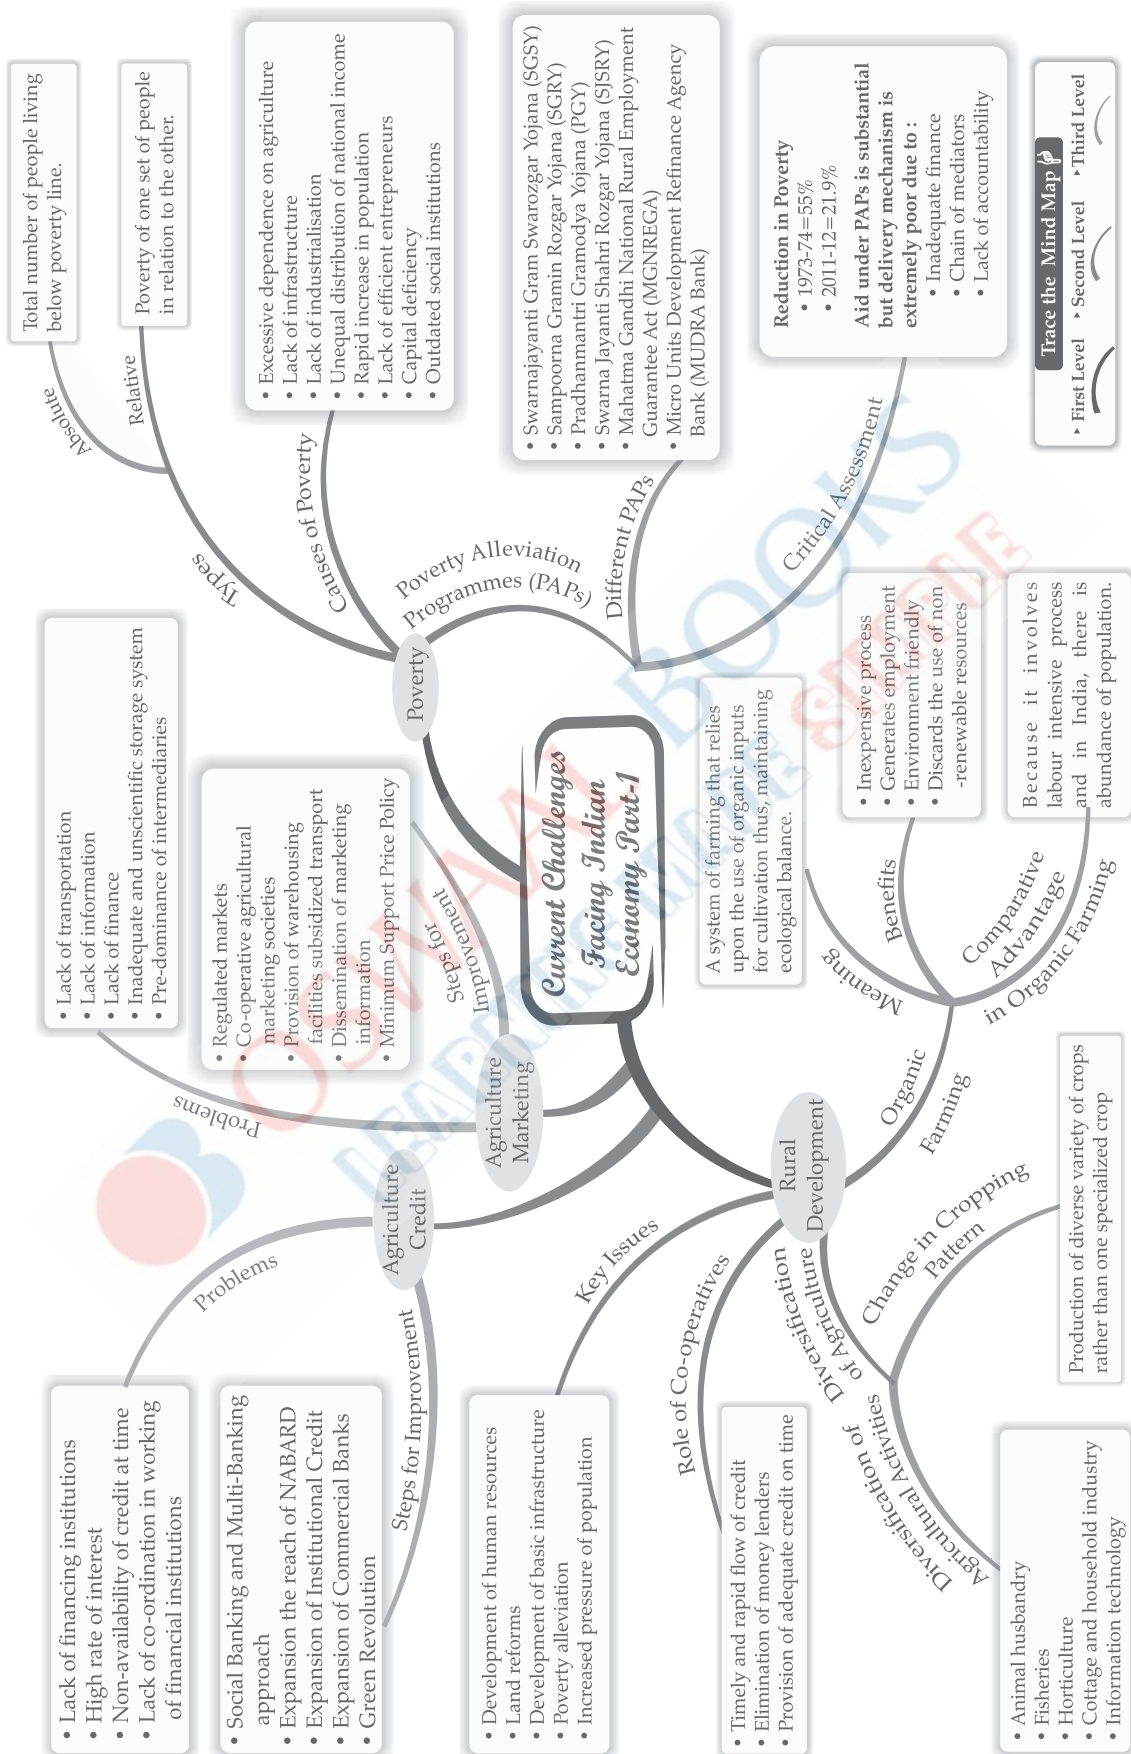 Current Challenges
Facing Indian
Economy Part-1
Poverty
Types
Absolute
Total number of people living
below poverty line.
Relative
Poverty of one set of people
in relation to the other.
Causes of Poverty
• Excessive dependence on agriculture
• Lack of infrastructure
• Lack of industrialisation
• Unequal distribution of national income
• Rapid increase in population
• Lack of efficient entrepreneurs
• Capital deficiency
• Outdated social institutions
Poverty Alleviation
Programmes (PAPs)
Different PAPs
• Swarnajayanti Gram Swarozgar Yojana (SGSY)
• Sampoorna Gramin Rozgar Yojana (SGRY)
• Pradhanmantri Gramodya Yojana (PGY)
• Swarna Jayanti Shahri Rozgar Yojana (SJSRY)
• Mahatma Gandhi National Rural Employment
Guarantee Act (MGNREGA)
• Micro Units Development Refinance Agency
Bank (MUDRA Bank)
Critical Assessment
Reduction in Poverty
• 1973-74=55%
• 2011-12=21.9%
Aid under PAPs is substantial
but delivery mechanism is
extremely poor due to :
• Inadequate finance
• Chain of mediators
• Lack of accountability
Trace the Mind Map
First Level
Second Level
Third Level
Agriculture
Marketing
Problems
• Lack of transportation
• Lack of information
• Lack of finance
• Inadequate and unscientific storage system
• Pre-dominance of intermediaries
Steps for
Improvement
• Regulated markets
• Co-operative agricultural
marketing societies
• Provision of warehousing
facilities subsidized transport
• Dissemination of marketing
information
• Minimum Support Price Policy
Agriculture
Credit
Problems
• Lack of financing institutions
• High rate of interest
• Non-availability of credit at time
• Lack of co-ordination in working
of financial institutions
Steps for Improvement
• Social Banking and Multi-Banking
approach
• Expansion the reach of NABARD
• Expansion of Institutional Credit
• Expansion of Commercial Banks
• Green Revolution
Rural
Development
Key Issues
• Development of human resources
• Land reforms
• Development of basic infrastructure
• Poverty alleviation
• Increased pressure of population
Role of Co-operatives
• Timely and rapid flow of credit
• Elimination of money lenders
• Provision of adequate credit on time
Diversification
of Agriculture
Diversification of
Agricultural Activities
• Animal husbandry
• Fisheries
• Horticulture
• Cottage and household industry
• Information technology
Change in Cropping
Pattern
Production of diverse variety of crops
rather than one specialized crop
Organic
Farming
Meaning
A system of farming that relies
upon the use of organic inputs
for cultivation thus, maintaining
ecological balance.
Benefits
• Inexpensive process
• Generates employment
• Environment friendly
• Discards the use of non
-renewable resources
Comparative
Advantage
in Organic Farming
Because it involves
labour intensive process
and in India, there is
abundance of population.
OSWAAL BOOKS
LEARNING MADE SIMPLE